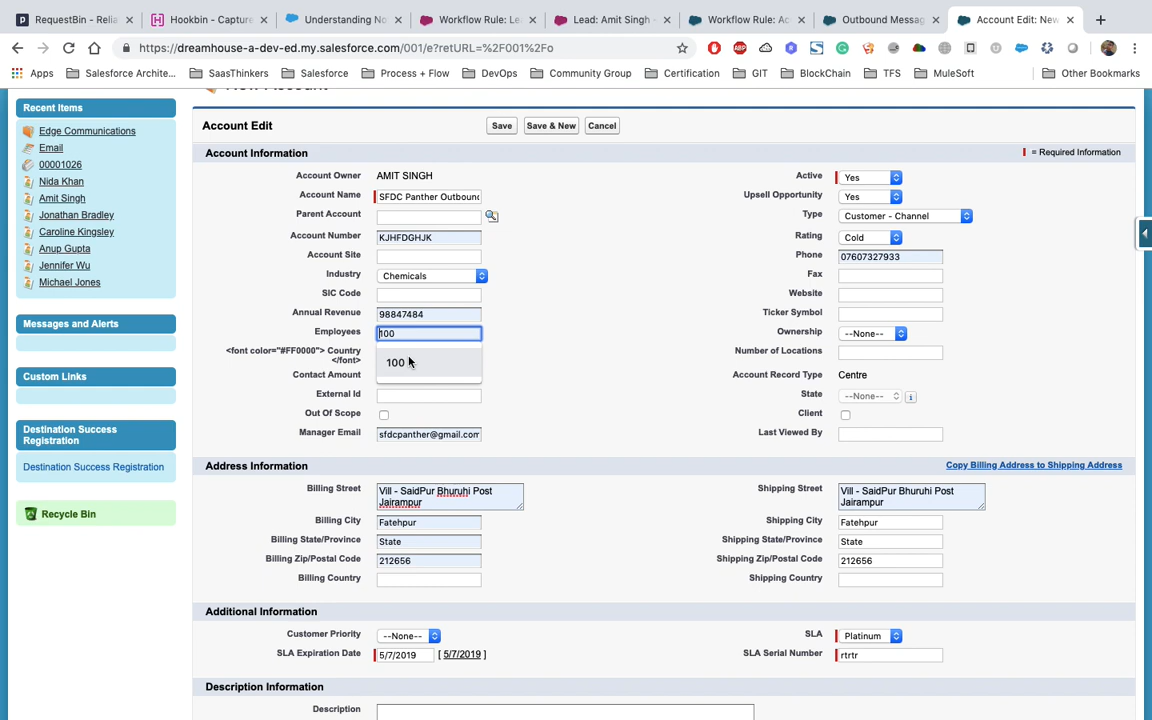 RequestBin - Relia
Hookbin - Capture
Understanding No
Workflow Rule: Lea
Lead: Amit Singh ~
Workflow Rule: Ac
Outbound Messag
Account Edit: New
https://dreamhouse-a-dev-ed.my.salesforce.com/001/e?retURL=%2F001%2Fo
Apps
Salesforce Archite...
SaasThinkers
Salesforce
Process + Flow
DevOps
Community Group
Certification
GIT
BlockChain
TFS
MuleSoft
Other Bookmarks
Recent Items
Edge Communications
Email
00001026
Nida Khan
Amit Singh
Jonathan Bradley
Caroline Kingsley
Anup Gupta
Jennifer Wu
Michael Jones
Messages and Alerts
Custom Links
Destination Success
Registration
Destination Success Registration
Recycle Bin
New Account
Account Edit
Save
Save & New
Cancel
Account Information
= Required Information
Account Owner AMIT SINGH
Active Yes
Account Name SFDC Panther Outbound
Upsell Opportunity Yes
Parent Account
Type Customer - Channel
Account Number KJHFDGHJK
Rating Cold
Account Site
Phone 07607327933
Industry Chemicals
Fax
SIC Code
Website
Annual Revenue 98847484
Ticker Symbol
Employees 100
Ownership --None--
<font color="#FF0000"> Country
</font>
100
Number of Locations
Contact Amount
Account Record Type Centre
External Id
State --None-- i
Out Of Scope
Client
Manager Email sfdcpanther@gmail.com
Last Viewed By
Address Information
Copy Billing Address to Shipping Address
Billing Street Vill - SaidPur Bhuruhi Post
Jairampur
Shipping Street Vill - SaidPur Bhuruhi Post
Jairampur
Billing City Fatehpur
Shipping City Fatehpur
Billing State/Province State
Shipping State/Province State
Billing Zip/Postal Code 212656
Shipping Zip/Postal Code 212656
Billing Country
Shipping Country
Additional Information
Customer Priority --None--
SLA Platinum
SLA Expiration Date 5/7/2019 [ 5/7/2019 ]
SLA Serial Number rtrtr
Description Information
Description